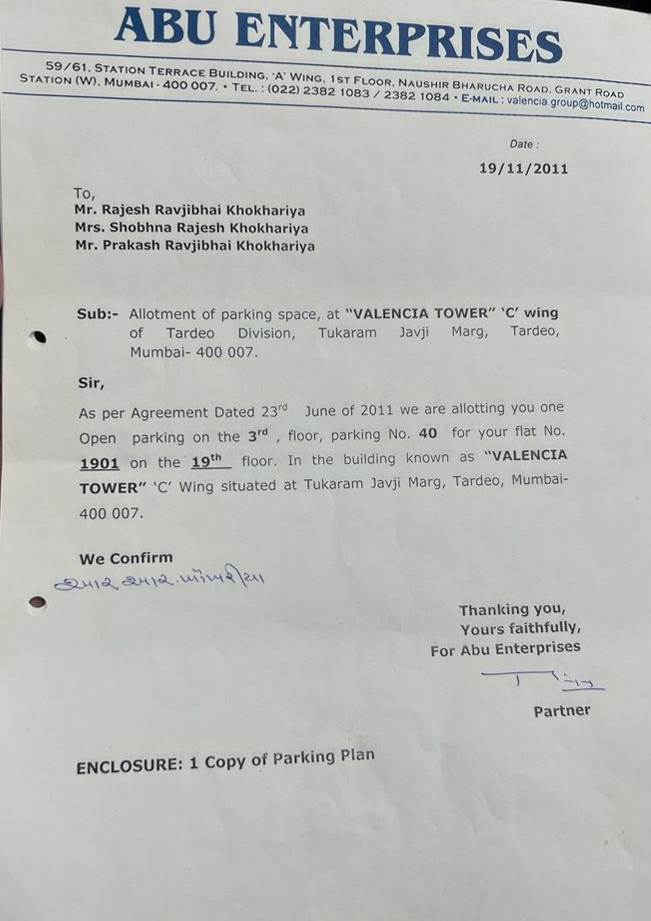 ABU ENTERPRISES
59/61, STATION TERRACE BUILDING, 'A' WING, 1ST FLOOR, NAUSHIR BHARUCHA ROAD, GRANT ROAD
STATION (W), MUMBAI - 400 007. • TEL. : (022) 2382 1083 / 2382 1084 • E-MAIL : valencia.group@hotmail.com
Date :
19/11/2011
To,
Mr. Rajesh Ravjibhai Khokhariya
Mrs. Shobhna Rajesh Khokhariya
Mr. Prakash Ravjibhai Khokhariya
Sub:- Allotment of parking space, at "VALENCIA TOWER" 'C' wing
of Tardeo Division, Tukaram Javji Marg, Tardeo,
Mumbai- 400 007.
Sir,
As per Agreement Dated 23rd June of 2011 we are allotting you one
Open parking on the 3rd , floor, parking No. 40 for your flat No.
1901 on the 19th floor. In the building known as "VALENCIA
TOWER" 'C' Wing situated at Tukaram Javji Marg, Tardeo, Mumbai-
400 007.
We Confirm
Thanking you,
Yours faithfully,
For Abu Enterprises
Partner
ENCLOSURE: 1 Copy of Parking Plan